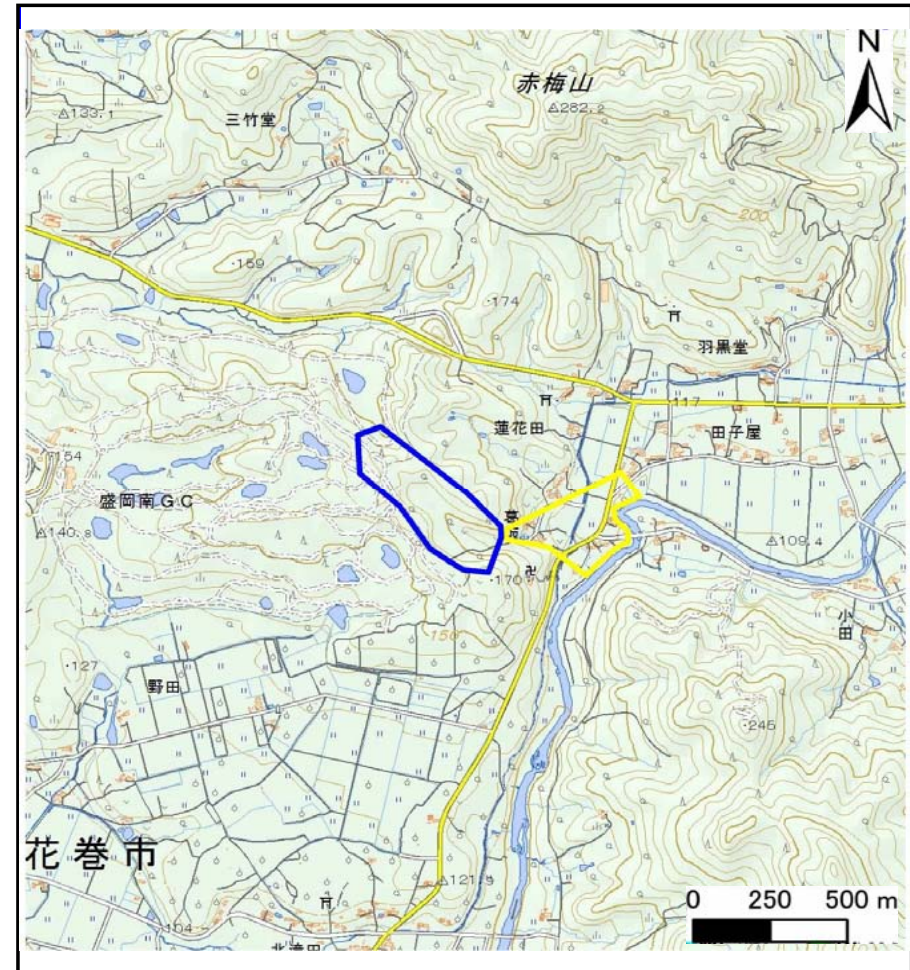 N
赤梅山
△282.2
三竹堂
△133.1
200
・159
・174
羽黒堂
117
蓮花田
田子屋
・154
盛岡南GC
△140.8
△109.4
・170
150
小田
・127
野田
・245
花巻市
△121.9
104
0 250 500 m